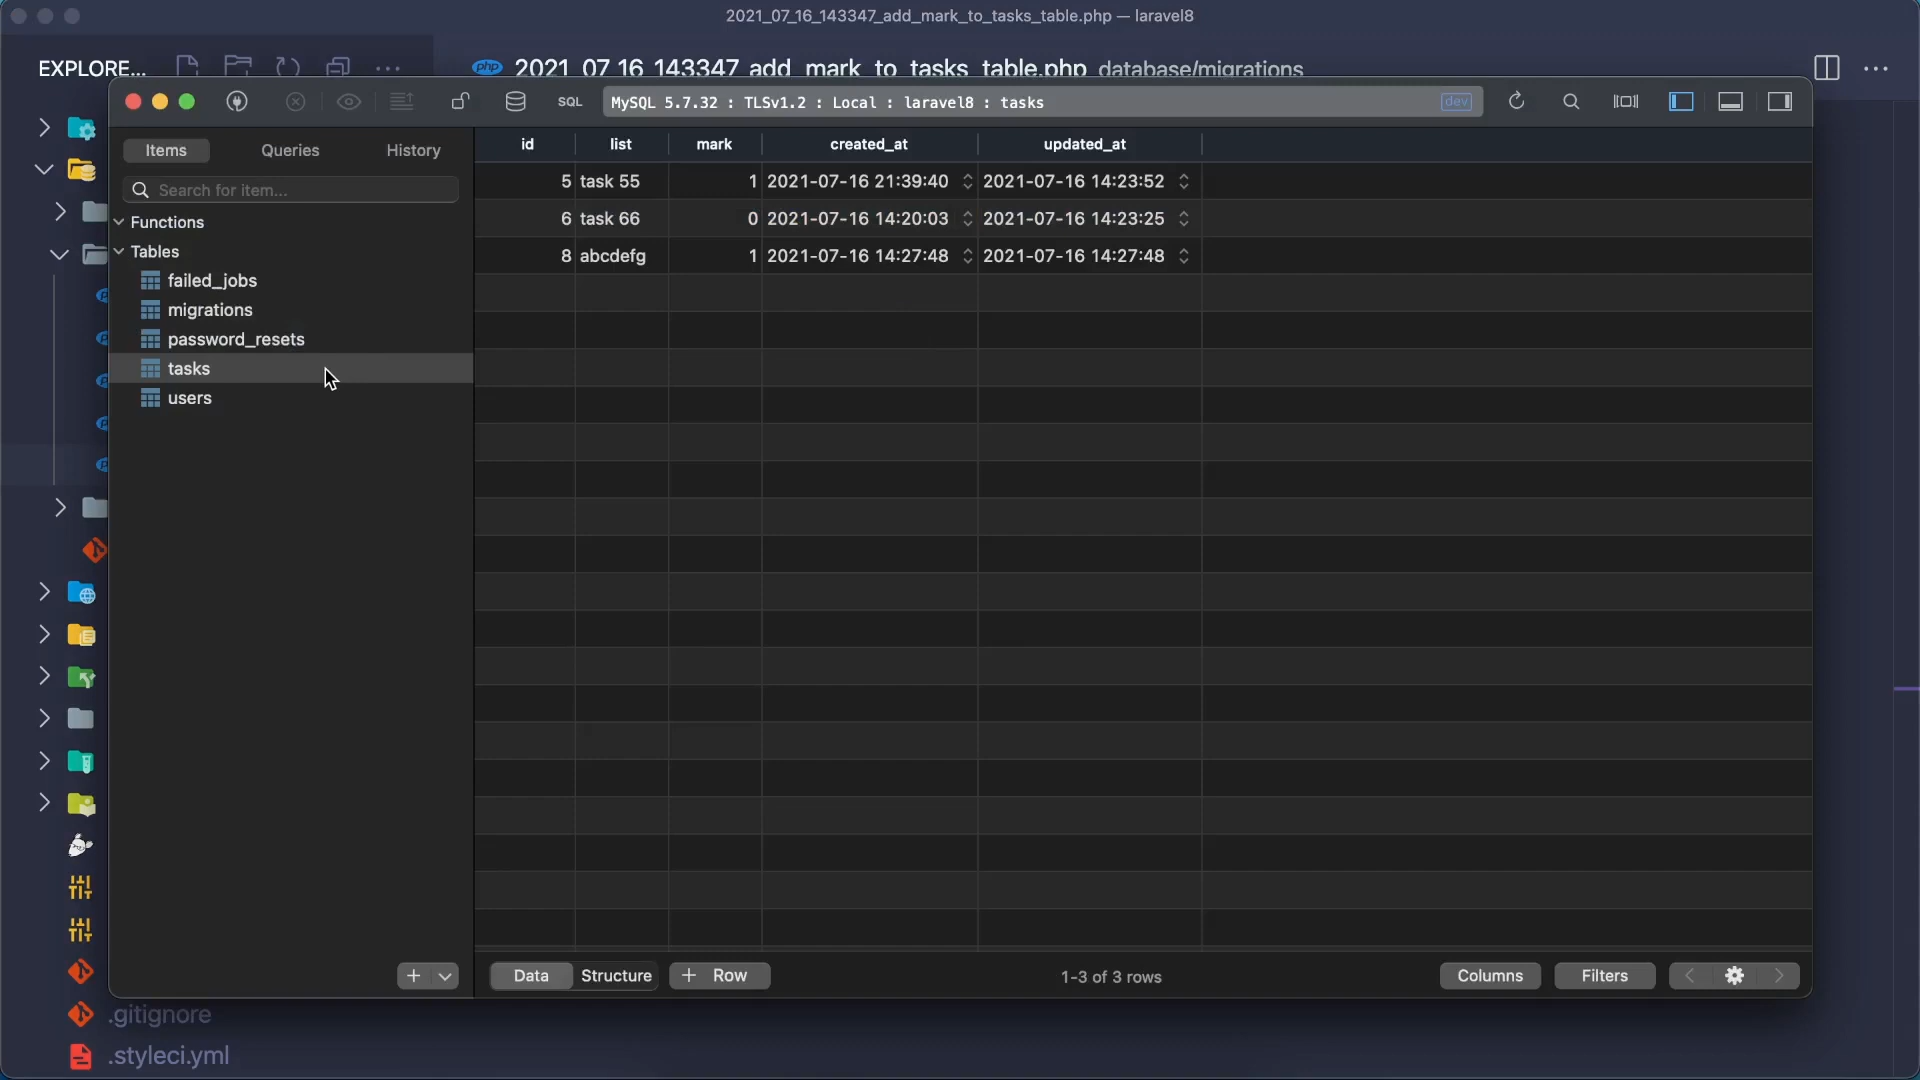 2021_07_16_143347_add_mark_to_tasks_table.php — laravel8
EXPLORE...
php 2021_07_16_143347_add_mark_to_tasks_table.php database/migrations
SQL
MySQL 5.7.32 : TLSv1.2 : Local : laravel8 : tasks
dev
Items Queries History
Search for item...
Functions
Tables
failed_jobs
migrations
password_resets
tasks
users
id list mark created_at updated_at
5 task 55 1 2021-07-16 21:39:40 2021-07-16 14:23:52
6 task 66 0 2021-07-16 14:20:03 2021-07-16 14:23:25
8 abcdefg 1 2021-07-16 14:27:48 2021-07-16 14:27:48
Data Structure + Row
1-3 of 3 rows
Columns Filters
.gitignore
.styleci.yml